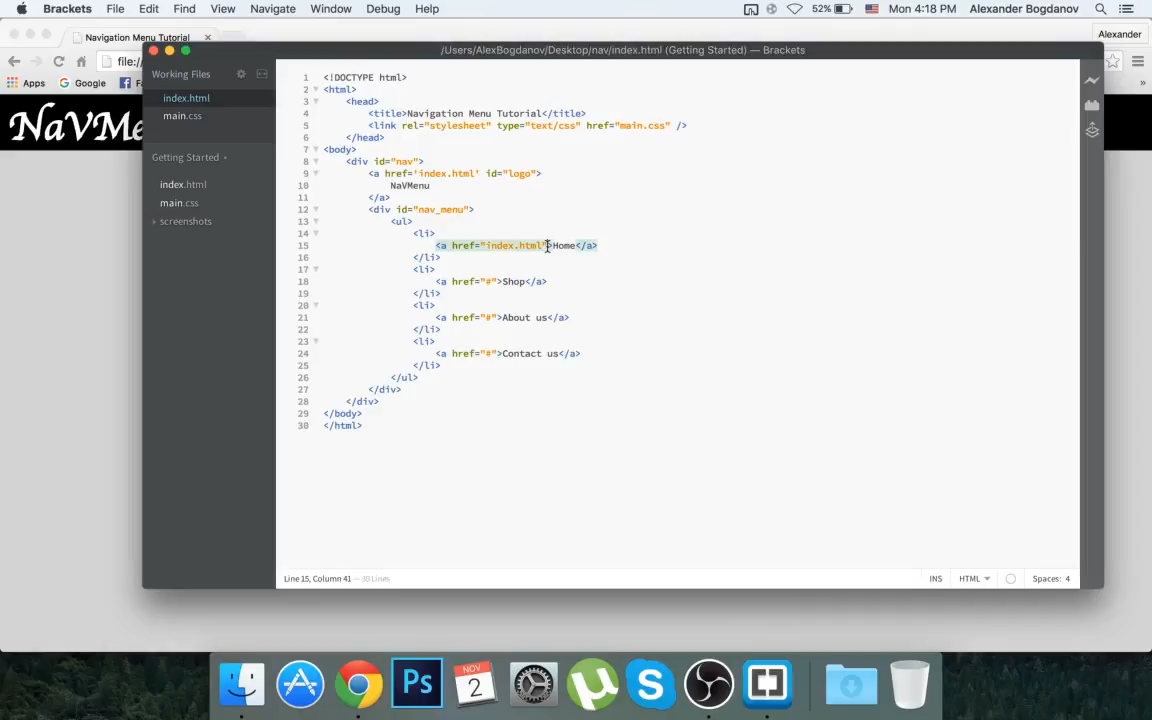 Brackets File Edit Find View Navigate Window Debug Help 52% Mon 4:18 PM Alexander Bogdanov
Navigation Menu Tutorial
Alexander
/Users/AlexBogdanov/Desktop/nav/index.html (Getting Started) — Brackets
file:/
Apps Google
NaVMe
Working Files
index.html
main.css
Getting Started
index.html
main.css
screenshots
1 <!DOCTYPE html>
2 <html>
3 <head>
4 <title>Navigation Menu Tutorial</title>
5 <link rel="stylesheet" type="text/css" href="main.css" />
6 </head>
7 <body>
8 <div id="nav">
9 <a href='index.html' id="logo">
10 NaVMenu
11 </a>
12 <div id="nav_menu">
13 <ul>
14 <li>
15 <a href="index.html">Home</a>
16 </li>
17 <li>
18 <a href="#">Shop</a>
19 </li>
20 <li>
21 <a href="#">About us</a>
22 </li>
23 <li>
24 <a href="#">Contact us</a>
25 </li>
26 </ul>
27 </div>
28 </div>
29 </body>
30 </html>
Line 15, Column 41 — 30 Lines INS HTML Spaces: 4
Ps
NOV
2